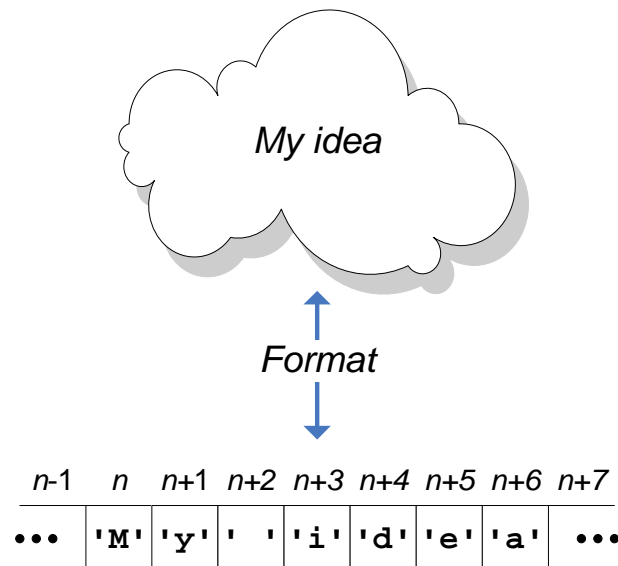 My idea
Format
n-1 n n+1 n+2 n+3 n+4 n+5 n+6 n+7
••• 'M' 'y' ' ' 'i' 'd' 'e' 'a' •••